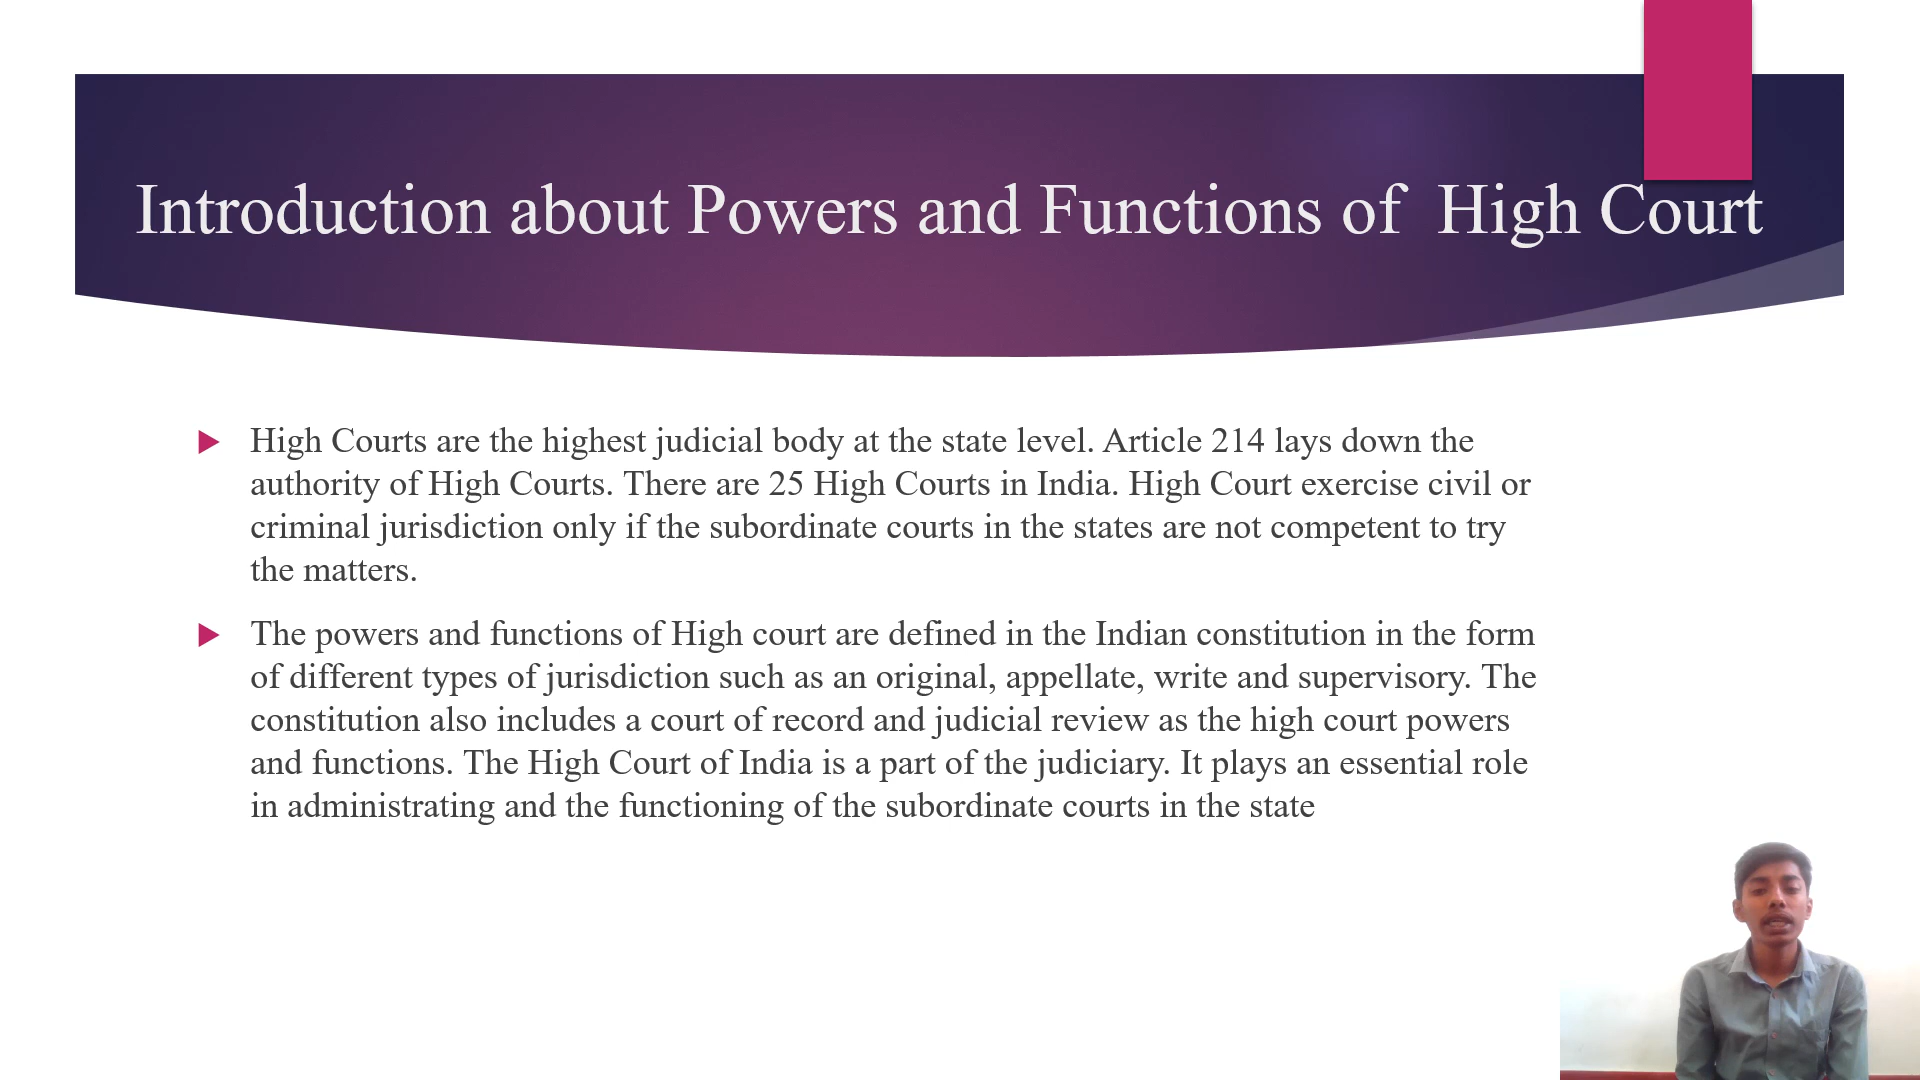 Introduction about Powers and Functions of  High Court
High Courts are the highest judicial body at the state level. Article 214 lays down the
authority of High Courts. There are 25 High Courts in India. High Court exercise civil or
criminal jurisdiction only if the subordinate courts in the states are not competent to try
the matters.
The powers and functions of High court are defined in the Indian constitution in the form
of different types of jurisdiction such as an original, appellate, write and supervisory. The
constitution also includes a court of record and judicial review as the high court powers
and functions. The High Court of India is a part of the judiciary. It plays an essential role
in administrating and the functioning of the subordinate courts in the state